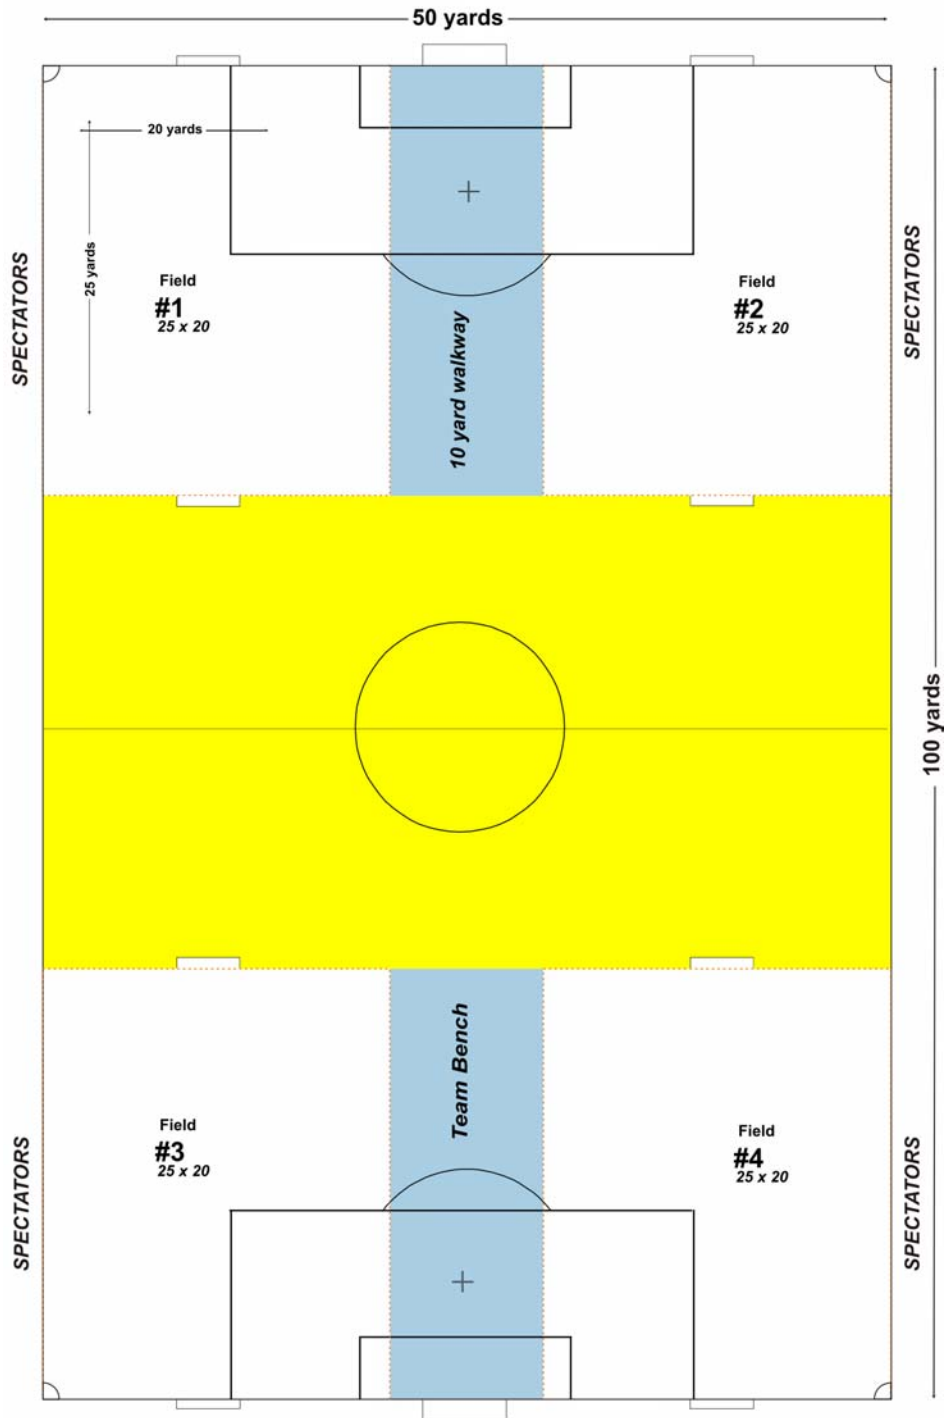 50 yards
20 yards
25 yards
SPECTATORS
Field
#1
25 x 20
10 yard walkway
Field
#2
25 x 20
SPECTATORS
100 yards
Team Bench
SPECTATORS
Field
#3
25 x 20
Field
#4
25 x 20
SPECTATORS